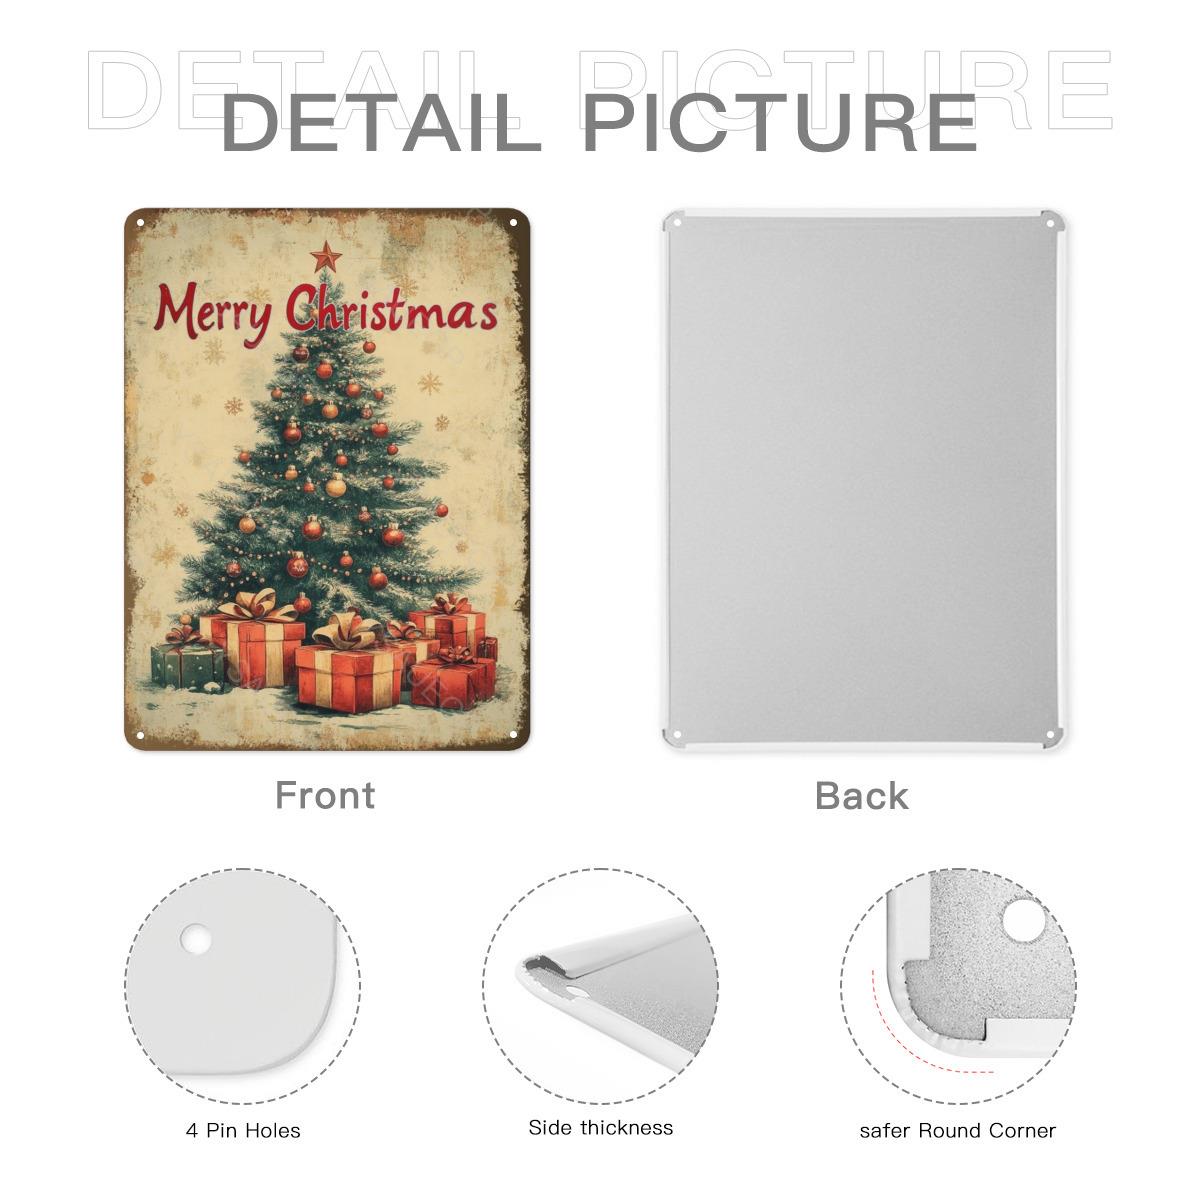 DETAIL PICTURE
DETAIL PICTURE
Merry Christmas
Front
Back
4 Pin Holes
Side thickness
safer Round Corner